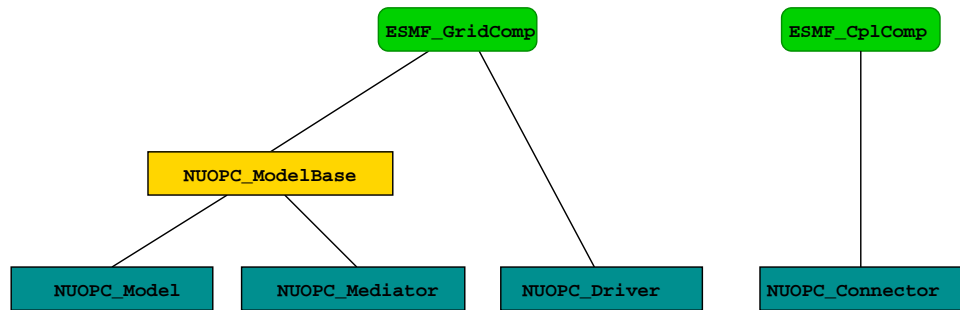 ESMF_GridComp
ESMF_CplComp
NUOPC_ModelBase
NUOPC_Model
NUOPC_Mediator
NUOPC_Driver
NUOPC_Connector